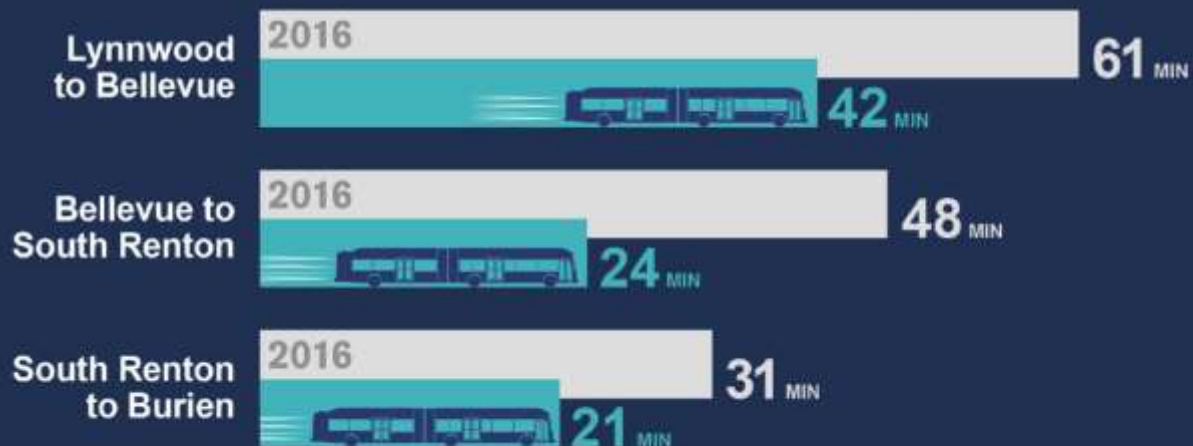 2016
Lynnwood
to Bellevue
61 MIN
42 MIN
2016
Bellevue to
South Renton
48 MIN
24 MIN
2016
South Renton
to Burien
31 MIN
21 MIN